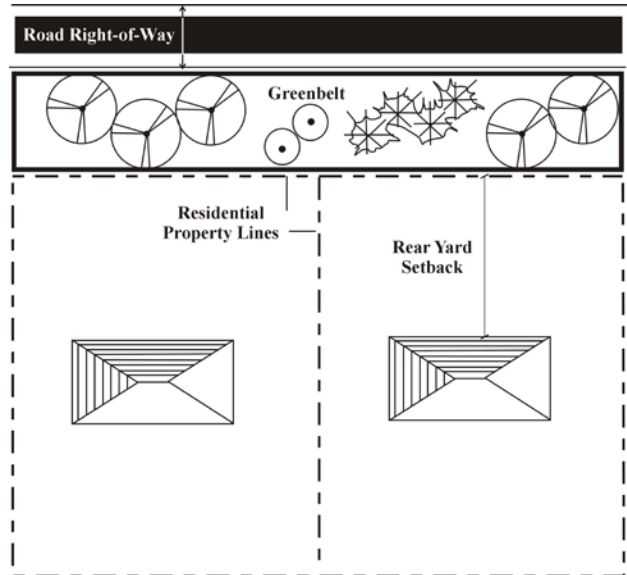 Road Right-of-Way
Greenbelt
Residential
Property Lines
Rear Yard
Setback